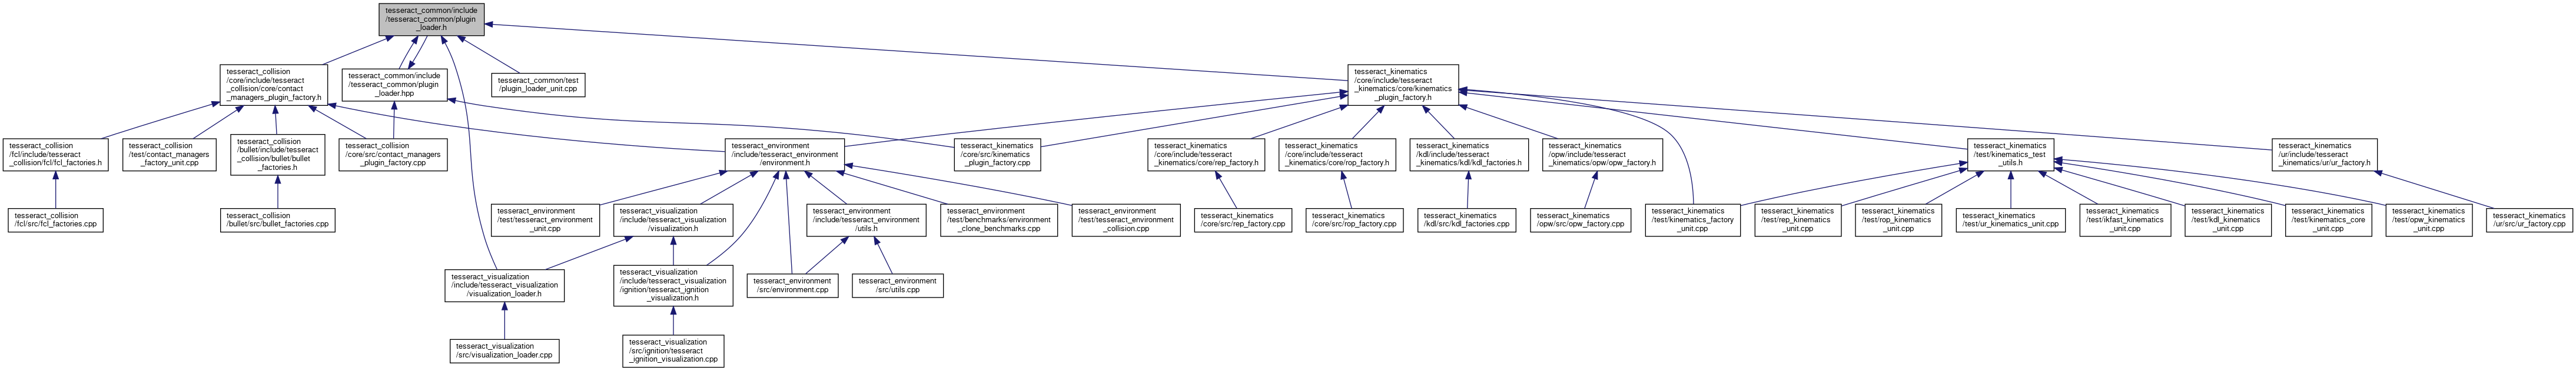 tesseract_common/include
/tesseract_common/plugin
_loader.h
tesseract_collision
/core/include/tesseract
_collision/core/contact
_managers_plugin_factory.h
tesseract_common/include
/tesseract_common/plugin
_loader.hpp
tesseract_common/test
/plugin_loader_unit.cpp
tesseract_kinematics
/core/include/tesseract
_kinematics/core/kinematics
_plugin_factory.h
tesseract_collision
/fcl/include/tesseract
_collision/fcl/fcl_factories.h
tesseract_collision
/test/contact_managers
_factory_unit.cpp
tesseract_collision
/bullet/include/tesseract
_collision/bullet/bullet
_factories.h
tesseract_collision
/core/src/contact_managers
_plugin_factory.cpp
tesseract_environment
/include/tesseract_environment
/environment.h
tesseract_kinematics
/core/src/kinematics
_plugin_factory.cpp
tesseract_kinematics
/core/include/tesseract
_kinematics/core/rep_factory.h
tesseract_kinematics
/core/include/tesseract
_kinematics/core/rop_factory.h
tesseract_kinematics
/kdl/include/tesseract
_kinematics/kdl/kdl_factories.h
tesseract_kinematics
/opw/include/tesseract
_kinematics/opw/opw_factory.h
tesseract_kinematics
/test/kinematics_test
_utils.h
tesseract_kinematics
/ur/include/tesseract
_kinematics/ur/ur_factory.h
tesseract_collision
/fcl/src/fcl_factories.cpp
tesseract_collision
/bullet/src/bullet_factories.cpp
tesseract_environment
/test/tesseract_environment
_unit.cpp
tesseract_visualization
/include/tesseract_visualization
/visualization.h
tesseract_environment
/include/tesseract_environment
/utils.h
tesseract_environment
/test/benchmarks/environment
_clone_benchmarks.cpp
tesseract_environment
/test/tesseract_environment
_collision.cpp
tesseract_kinematics
/core/src/rep_factory.cpp
tesseract_kinematics
/core/src/rop_factory.cpp
tesseract_kinematics
/kdl/src/kdl_factories.cpp
tesseract_kinematics
/opw/src/opw_factory.cpp
tesseract_kinematics
/test/kinematics_factory
_unit.cpp
tesseract_kinematics
/test/rep_kinematics
_unit.cpp
tesseract_kinematics
/test/rop_kinematics
_unit.cpp
tesseract_kinematics
/test/ur_kinematics_unit.cpp
tesseract_kinematics
/test/ikfast_kinematics
_unit.cpp
tesseract_kinematics
/test/kdl_kinematics
_unit.cpp
tesseract_kinematics
/test/kinematics_core
_unit.cpp
tesseract_kinematics
/test/opw_kinematics
_unit.cpp
tesseract_kinematics
/ur/src/ur_factory.cpp
tesseract_visualization
/include/tesseract_visualization
/visualization_loader.h
tesseract_visualization
/include/tesseract_visualization
/ignition/tesseract_ignition
_visualization.h
tesseract_environment
/src/environment.cpp
tesseract_environment
/src/utils.cpp
tesseract_visualization
/src/visualization_loader.cpp
tesseract_visualization
/src/ignition/tesseract
_ignition_visualization.cpp